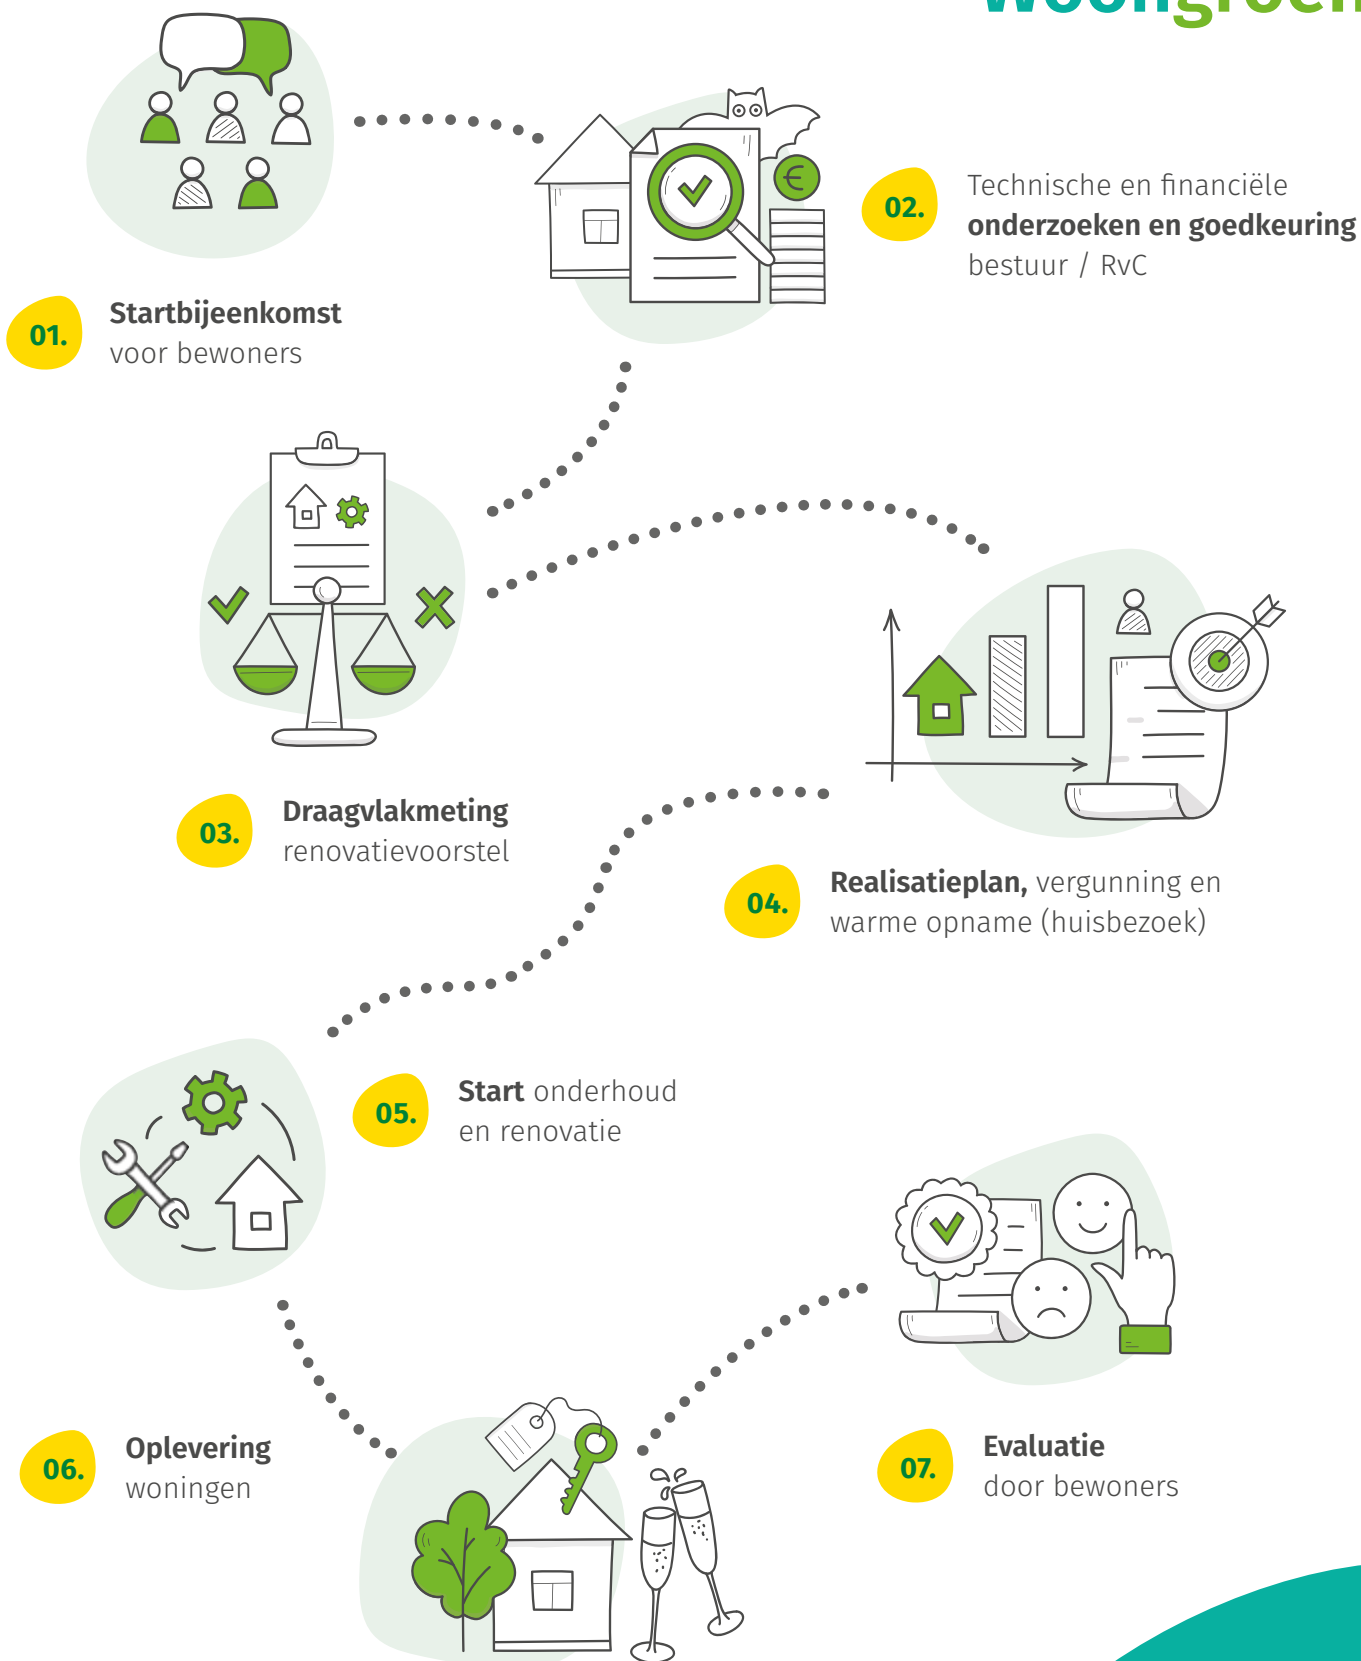 woongroen
01.
Startbijeenkomst
voor bewoners
02.
Technische en financiële
onderzoeken en goedkeuring
bestuur / RvC
03.
Draagvlakmeting
renovatievoorstel
04.
Realisatieplan, vergunning en
warme opname (huisbezoek)
05.
Start onderhoud
en renovatie
06.
Oplevering
woningen
07.
Evaluatie
door bewoners